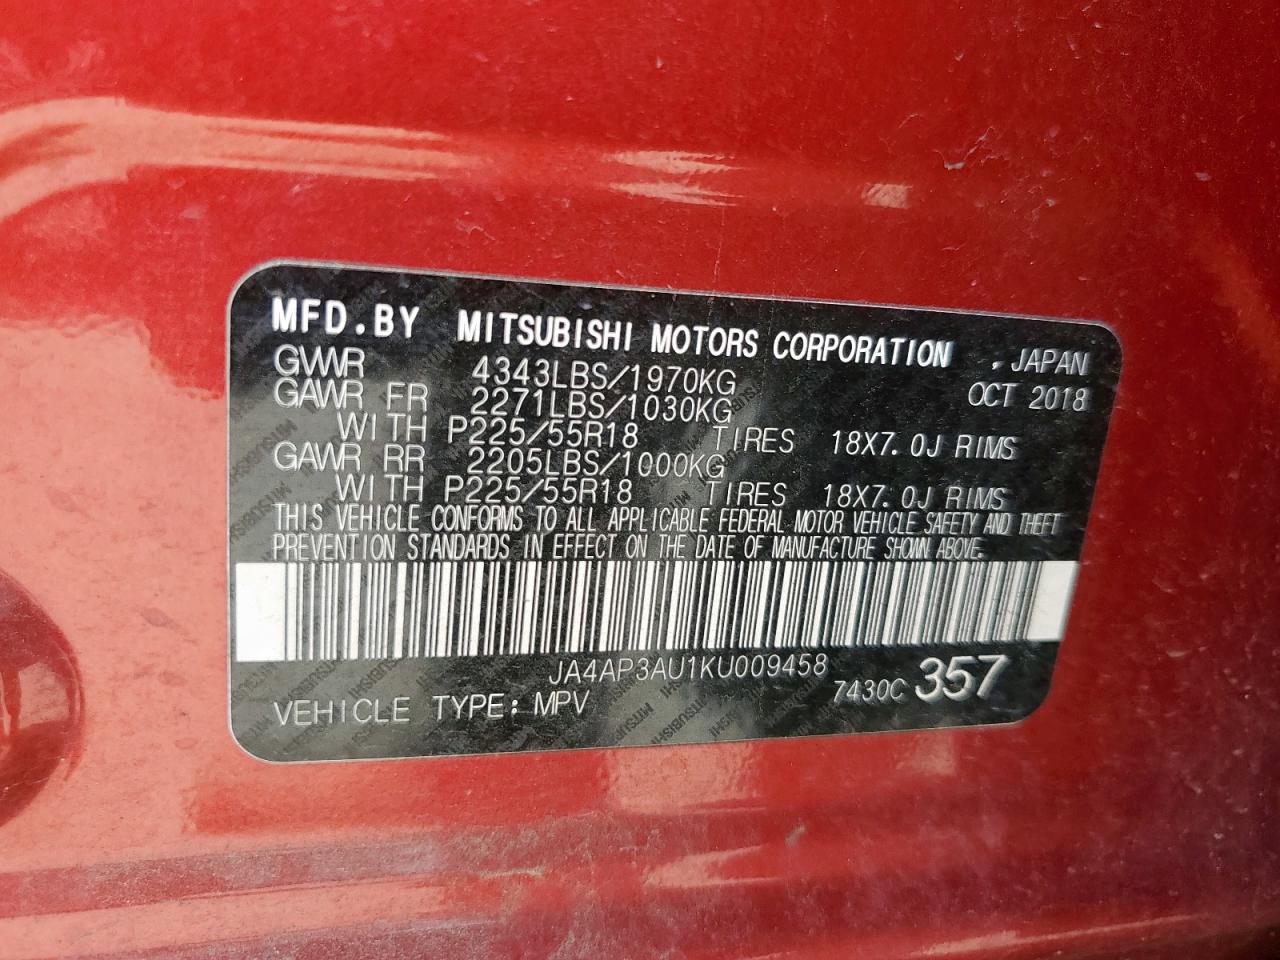 MFD.BY MITSUBISHI MOTORS CORPORATION , JAPAN
GVWR 4343LBS/1970KG OCT 2018
GAWR FR 2271LBS/1030KG
WITH P225/55R18 TIRES 18X7.0J RIMS
GAWR RR 2205LBS/1000KG
WITH P225/55R18 TIRES 18X7.0J RIMS
THIS VEHICLE CONFORMS TO ALL APPLICABLE FEDERAL MOTOR VEHICLE SAFETY AND THEFT
PREVENTION STANDARDS IN EFFECT ON THE DATE OF MANUFACTURE SHOWN ABOVE.
JA4AP3AU1KU009458
VEHICLE TYPE: MPV 7430C 357